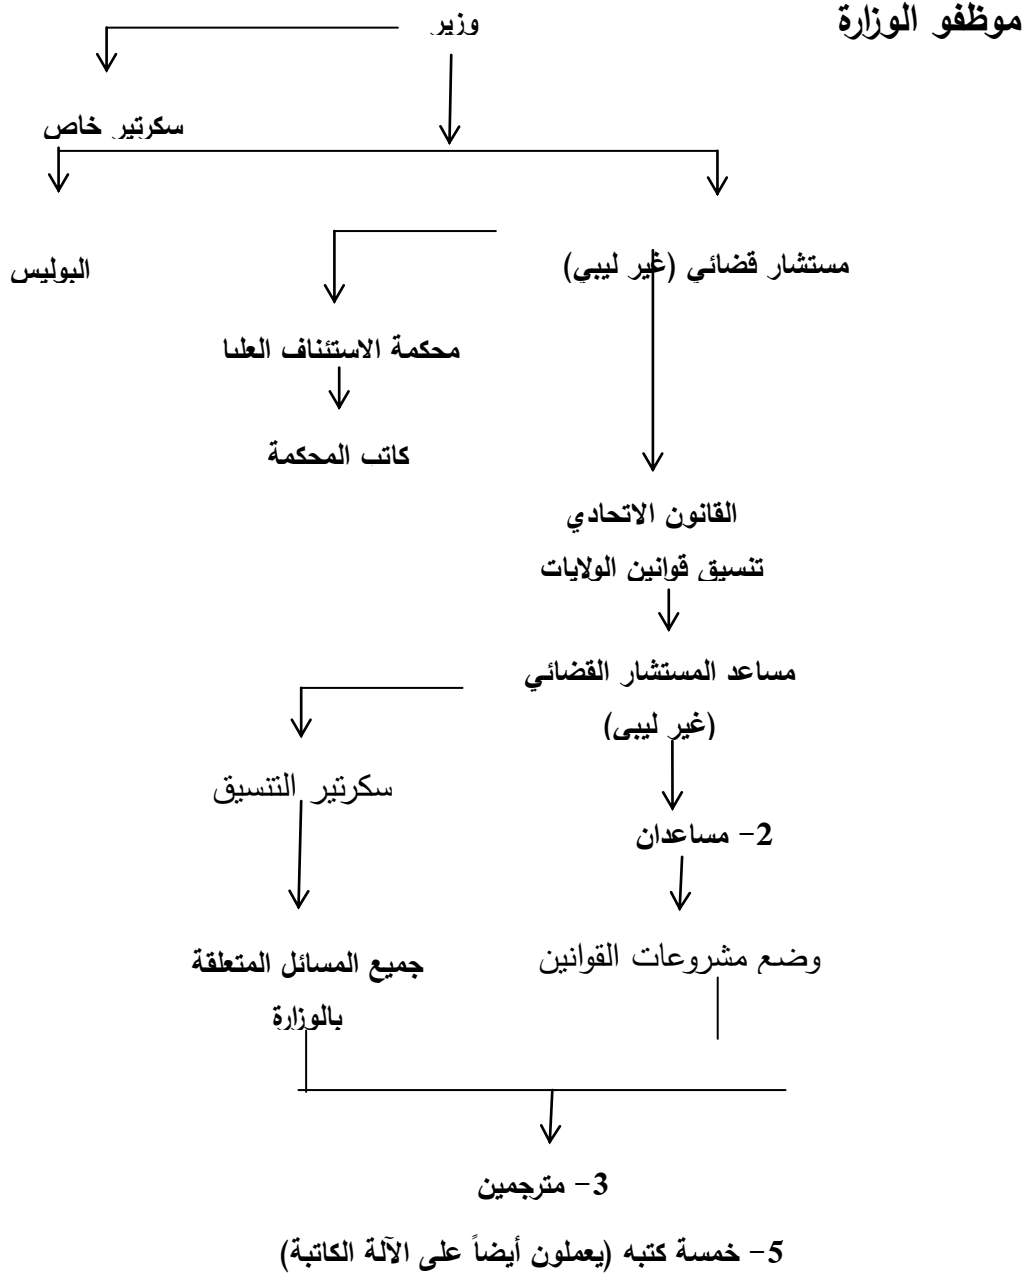 موظفو الوزارة
وزير
سكرتير خاص
مستشار قضائي (غير ليبي)
البوليس
محكمة الاستئناف العليا
كاتب المحكمة
القانون الاتحادي
تنسيق قوانين الولايات
مساعد المستشار القضائي
(غير ليبي)
سكرتير التنسيق
2- مساعدان
وضع مشروعات القوانين
جميع المسائل المتعلقة
بالوزارة
3- مترجمين
5- خمسة كتبه (يعملون أيضاً على الآلة الكاتبة)